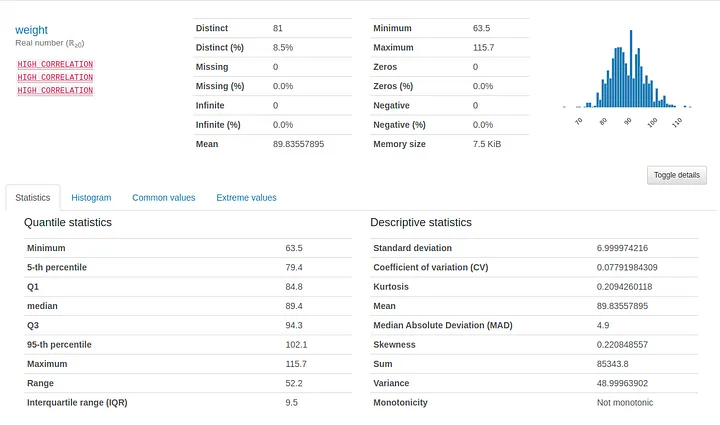 weight
Real number (ℝ≥0)
HIGH CORRELATION
HIGH CORRELATION
HIGH CORRELATION
Distinct 81
Distinct (%) 8.5%
Missing 0
Missing (%) 0.0%
Infinite 0
Infinite (%) 0.0%
Mean 89.83557895
Minimum 63.5
Maximum 115.7
Zeros 0
Zeros (%) 0.0%
Negative 0
Negative (%) 0.0%
Memory size 7.5 KiB
70 80 90 100 110
Toggle details
Statistics Histogram Common values Extreme values
Quantile statistics
Minimum 63.5
5-th percentile 79.4
Q1 84.8
median 89.4
Q3 94.3
95-th percentile 102.1
Maximum 115.7
Range 52.2
Interquartile range (IQR) 9.5
Descriptive statistics
Standard deviation 6.999974216
Coefficient of variation (CV) 0.07791984309
Kurtosis 0.2094260118
Mean 89.83557895
Median Absolute Deviation (MAD) 4.9
Skewness 0.220848557
Sum 85343.8
Variance 48.99963902
Monotonicity Not monotonic